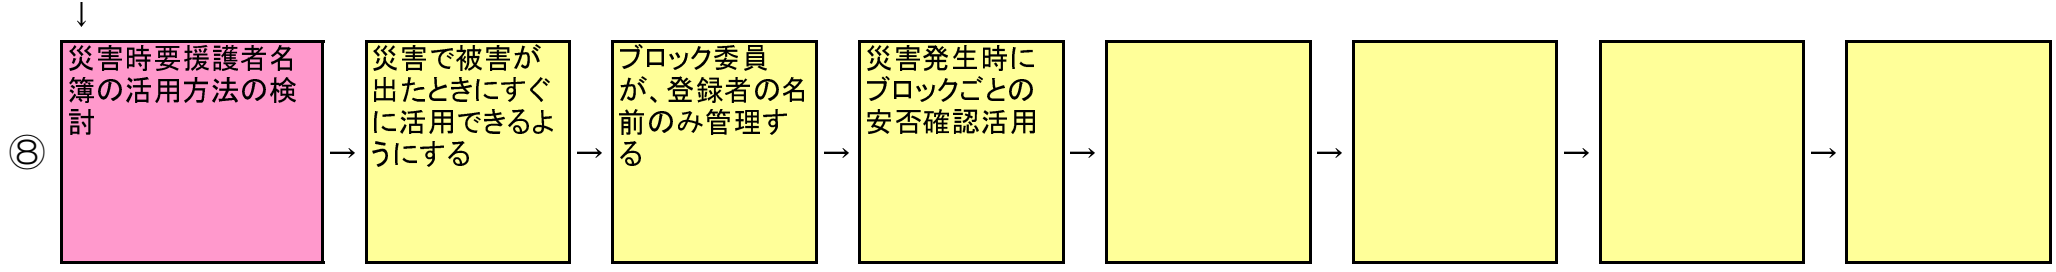 ↓
⑧
災害時要援護者名
簿の活用方法の検
討
→
災害で被害が
出たときにすぐ
に活用できるよ
うにする
→
ブロック委員
が、登録者の名
前のみ管理す
る
→
災害発生時に
ブロックごとの
安否確認活用
→
→
→
→